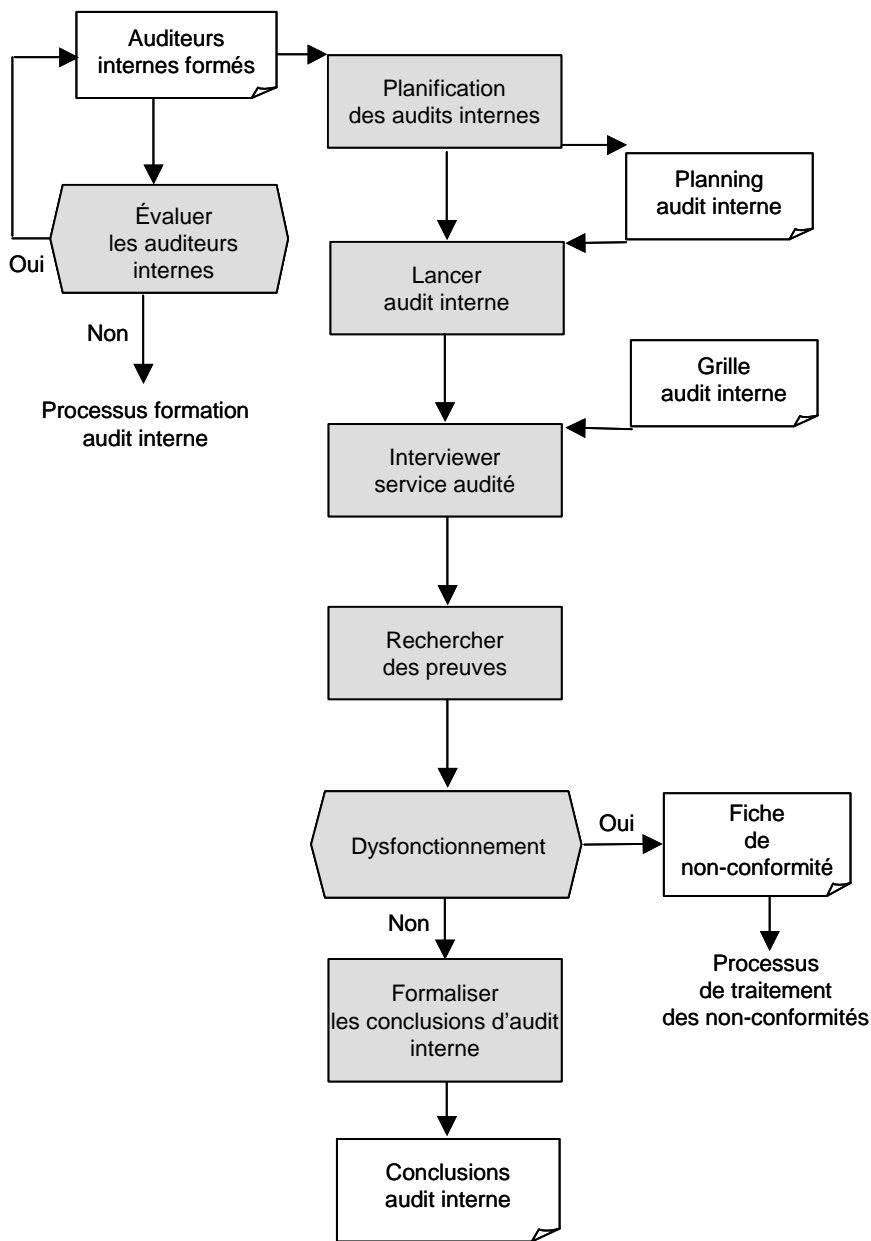 Auditeurs
internes formés
Planification
des audits internes
Planning
audit interne
Évaluer
les auditeurs
internes
Oui
Non
Processus formation
audit interne
Lancer
audit interne
Grille
audit interne
Interviewer
service audité
Rechercher
des preuves
Dysfonctionnement
Oui
Fiche
de
non-conformité
Non
Processus
de traitement
des non-conformités
Formaliser
les conclusions d’audit
interne
Conclusions
audit interne